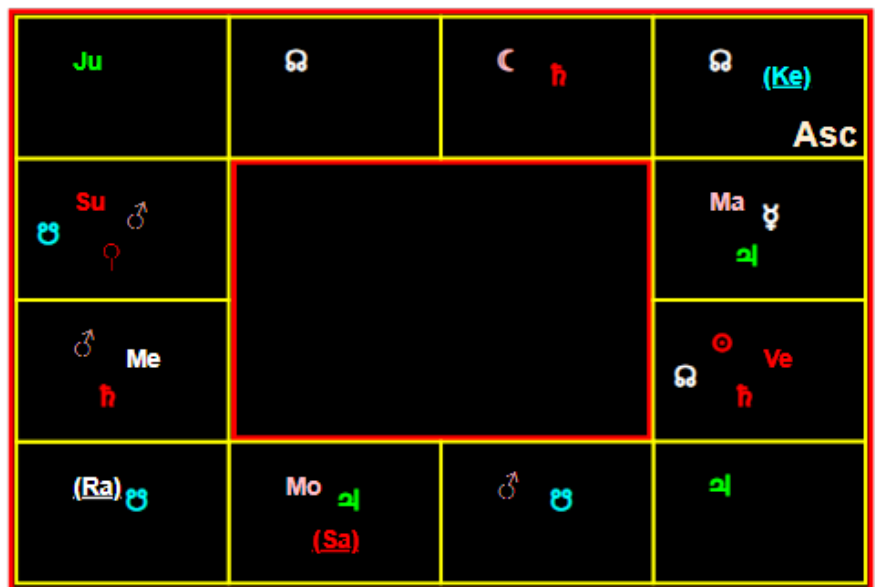 Ju
☊
☾ ♄
☊ (Ke)
Asc
Su ♂
☋ ⚲
Ma ☿
♃
♂ Me
♄
☉ Ve
☊ ♄
(Ra) ☋
Mo ♃
(Sa)
♂ ☋
♃